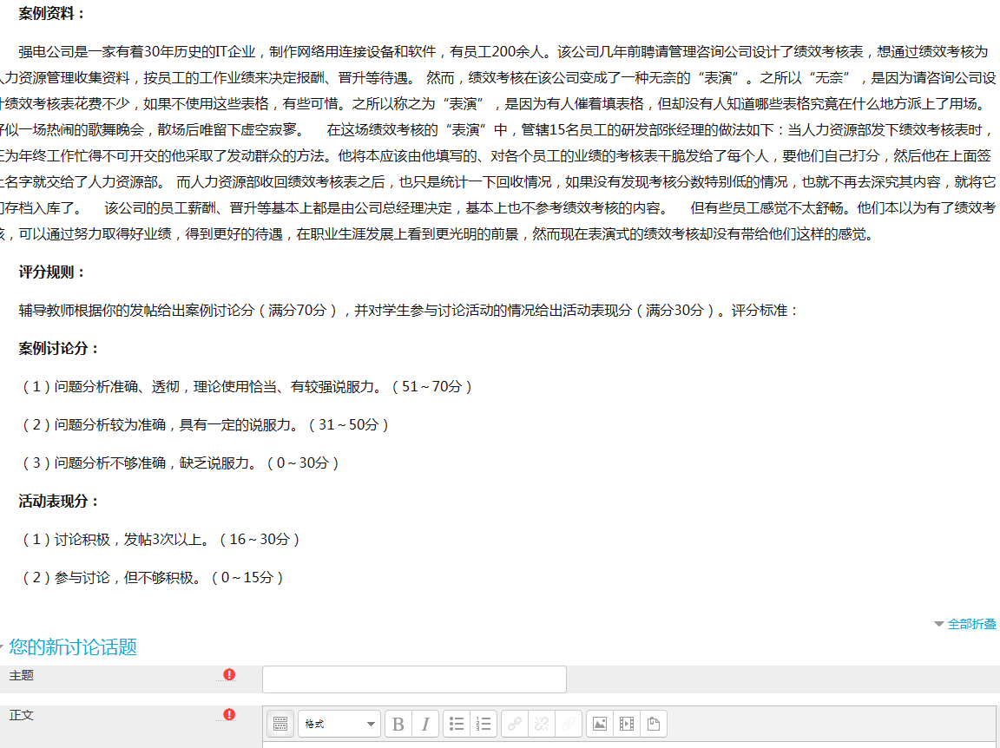 案例资料：
强电公司是一家有着30年历史的IT企业，制作网络用连接设备和软件，有员工200余人。该公司几年前聘请管理咨询公司设计了绩效考核表，想通过绩效考核为
人力资源管理收集资料，按员工的工作业绩来决定报酬、晋升等待遇。 然而，绩效考核在该公司变成了一种无奈的“表演”。之所以“无奈”，是因为请咨询公司设
计绩效考核表花费不少，如果不使用这些表格，有些可惜。之所以称之为“表演”，是因为有人催着填表格，但却没有人知道哪些表格究竟在什么地方派上了用场。
好似一场热闹的歌舞晚会，散场后唯留下虚空寂寥。 在这场绩效考核的“表演”中，管辖15名员工的研发部张经理的做法如下：当人力资源部发下绩效考核表时，
正为年终工作忙得不可开交的他采取了发动群众的方法。他将本应该由他填写的、对各个员工的业绩的考核表干脆发给了每个人，要他们自己打分，然后他在上面签
上名字就交给了人力资源部。 而人力资源部收回绩效考核表之后，也只是统计一下回收情况，如果没有发现考核分数特别低的情况，也就不再去深究其内容，就将它
们存档入库了。 该公司的员工薪酬、晋升等基本上都是由公司总经理决定，基本上也不参考绩效考核的内容。 但有些员工感觉不太舒畅。他们本以为有了绩效考
核，可以通过努力取得好业绩，得到更好的待遇，在职业生涯发展上看到更光明的前景，然而现在表演式的绩效考核却没有带给他们这样的感觉。
评分规则：
辅导教师根据你的发帖给出案例讨论分（满分70分），并对学生参与讨论活动的情况给出活动表现分（满分30分）。评分标准：
案例讨论分：
（1）问题分析准确、透彻，理论使用恰当、有较强说服力。（51～70分）
（2）问题分析较为准确，具有一定的说服力。（31～50分）
（3）问题分析不够准确，缺乏说服力。（0～30分）
活动表现分：
（1）讨论积极，发帖3次以上。（16～30分）
（2）参与讨论，但不够积极。（0～15分）
全部折叠
您的新讨论话题
主题
正文
格式
B I